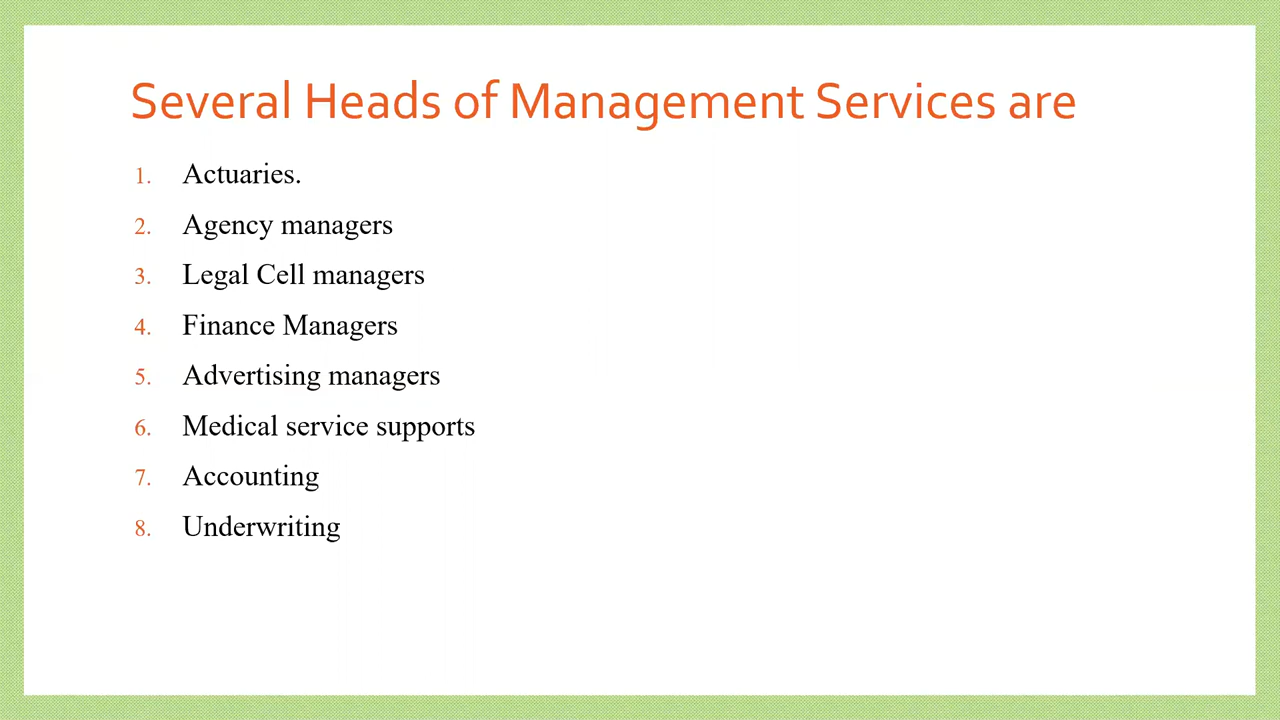 Several Heads of Management Services are
1. Actuaries.
2. Agency managers
3. Legal Cell managers
4. Finance Managers
5. Advertising managers
6. Medical service supports
7. Accounting
8. Underwriting